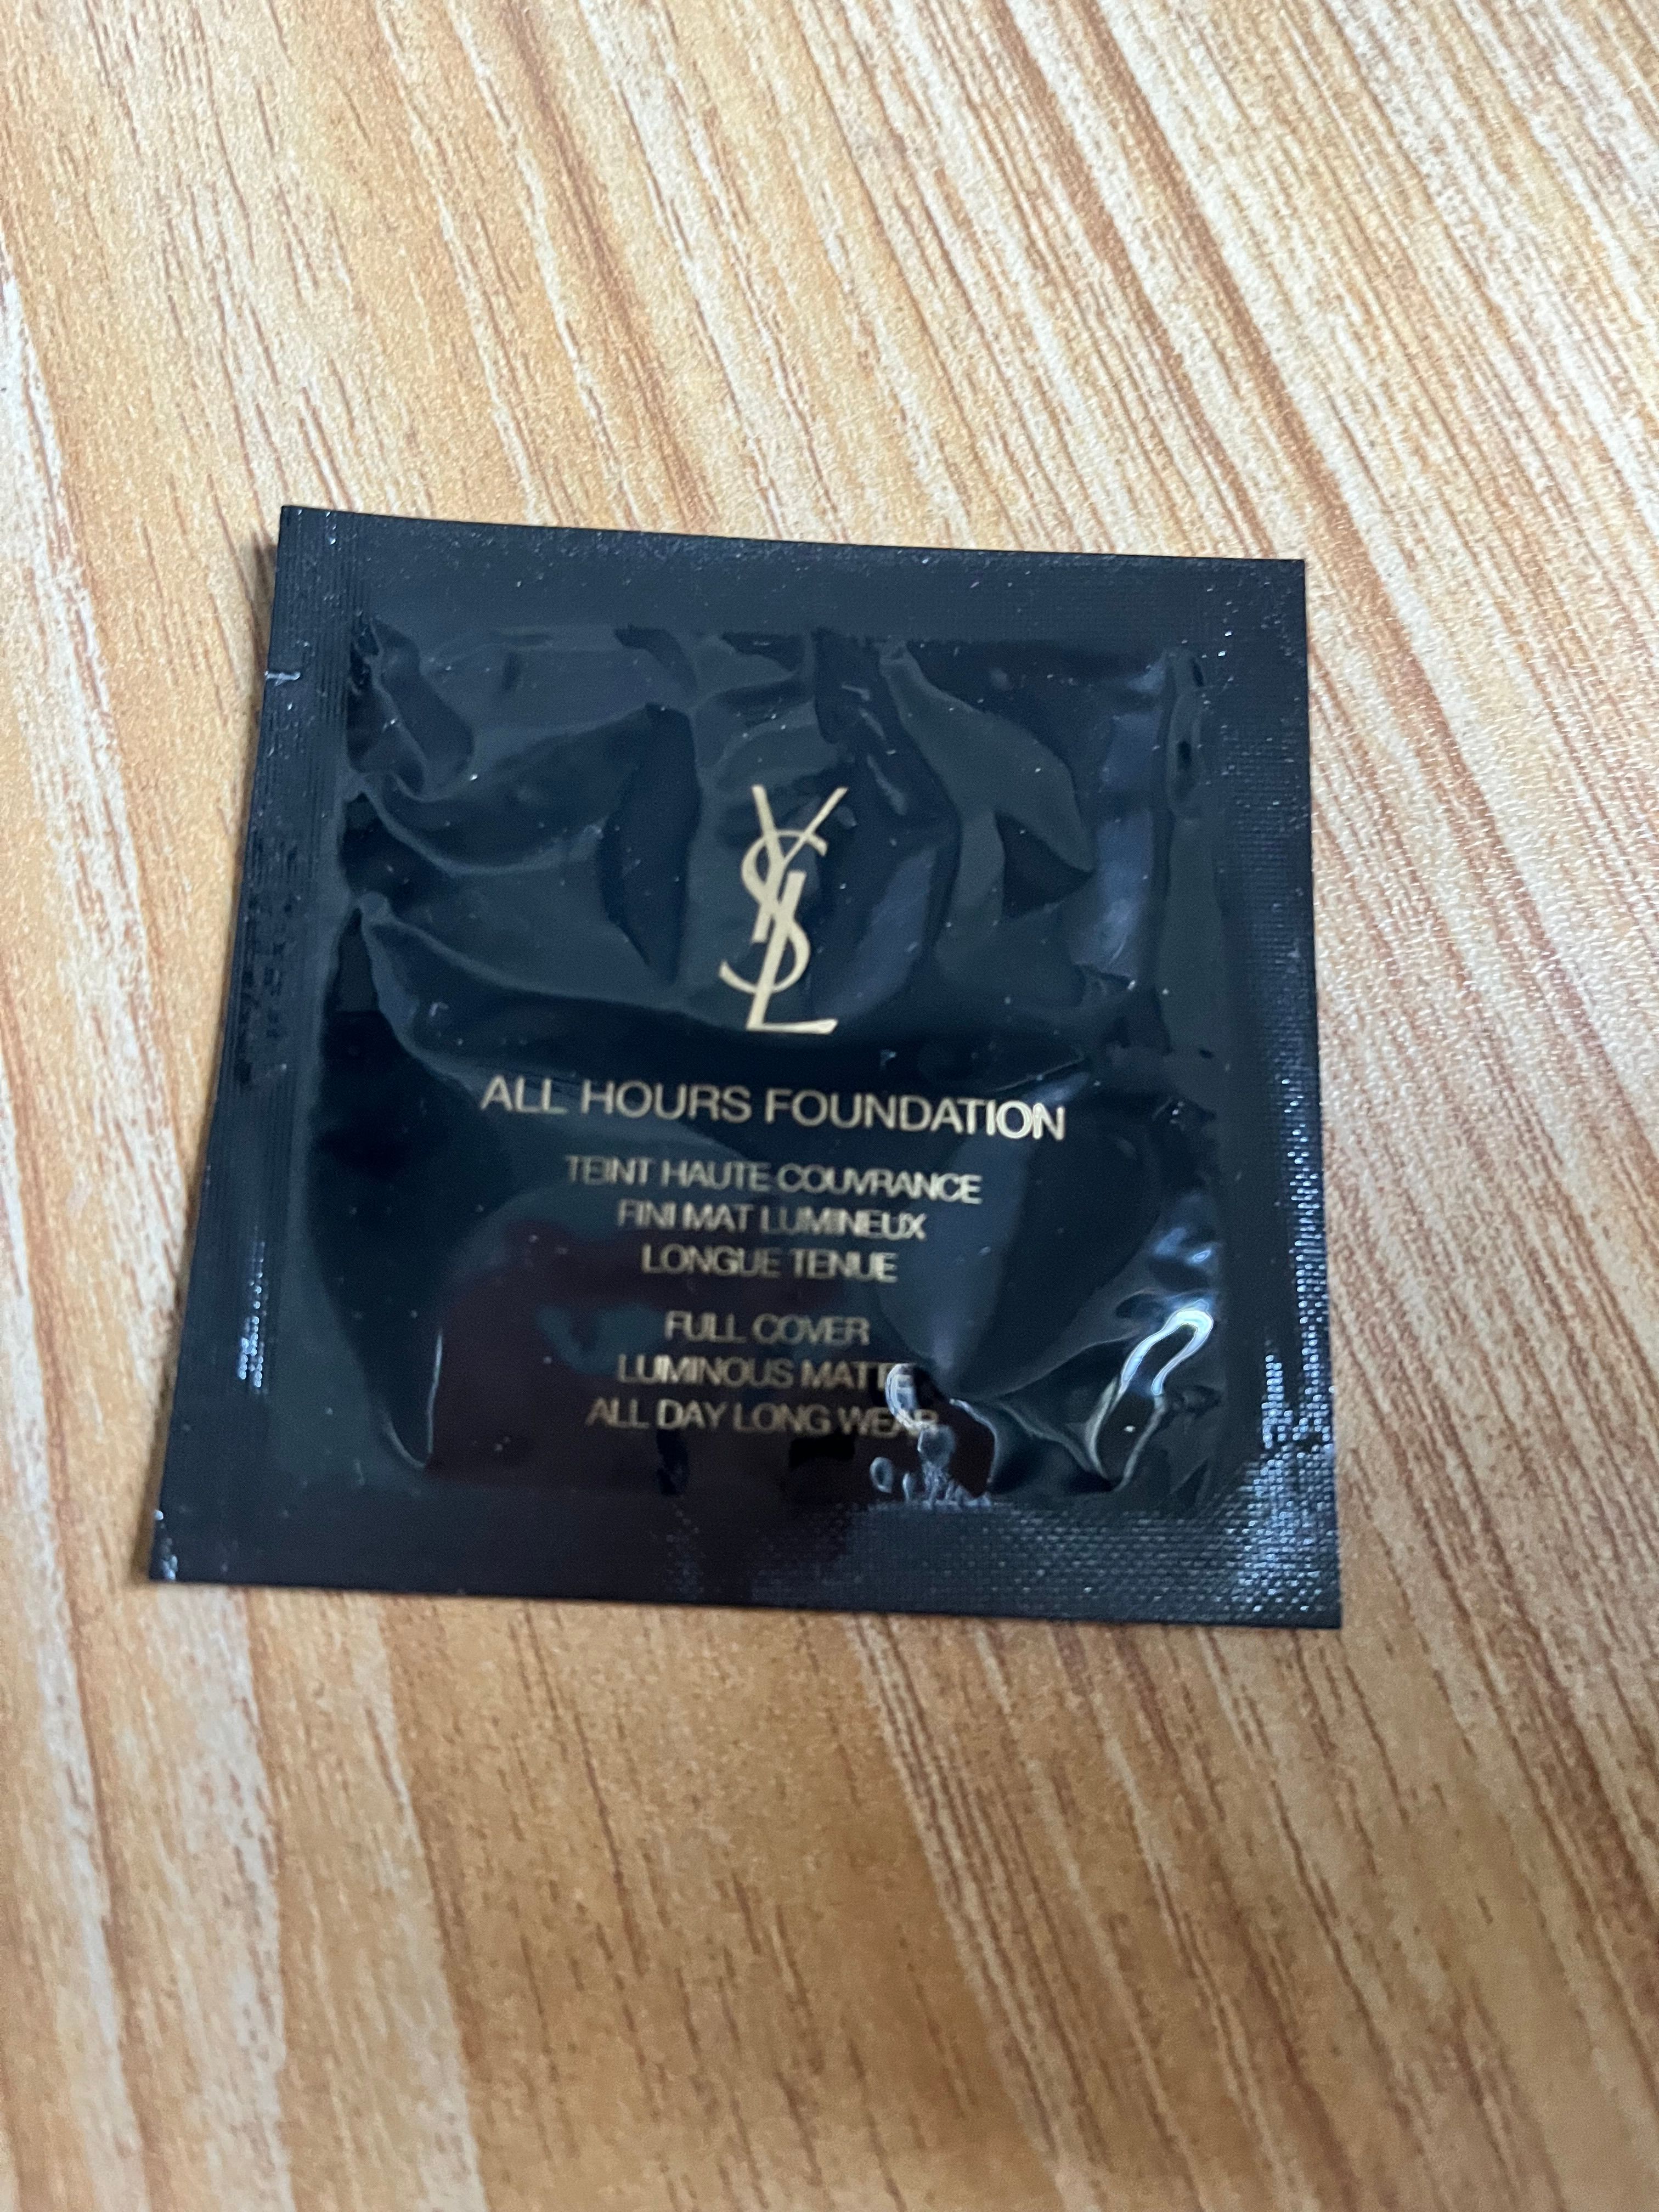 YSL
ALL HOURS FOUNDATION
TEINT HAUTE COUVRANCE
FINI MAT LUMINEUX
LONGUE TENUE
FULL COVER
LUMINOUS MATTE
ALL DAY LONG WEAR